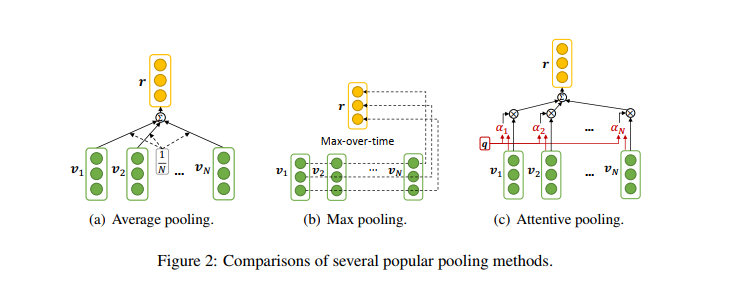 r
Σ
v1 v2 1/N ... vN
(a) Average pooling.
r
Max-over-time
v1 v2 ... vN
(b) Max pooling.
r
Σ
α1 α2 ... αN
q
v1 v2 ... vN
(c) Attentive pooling.
Figure 2: Comparisons of several popular pooling methods.